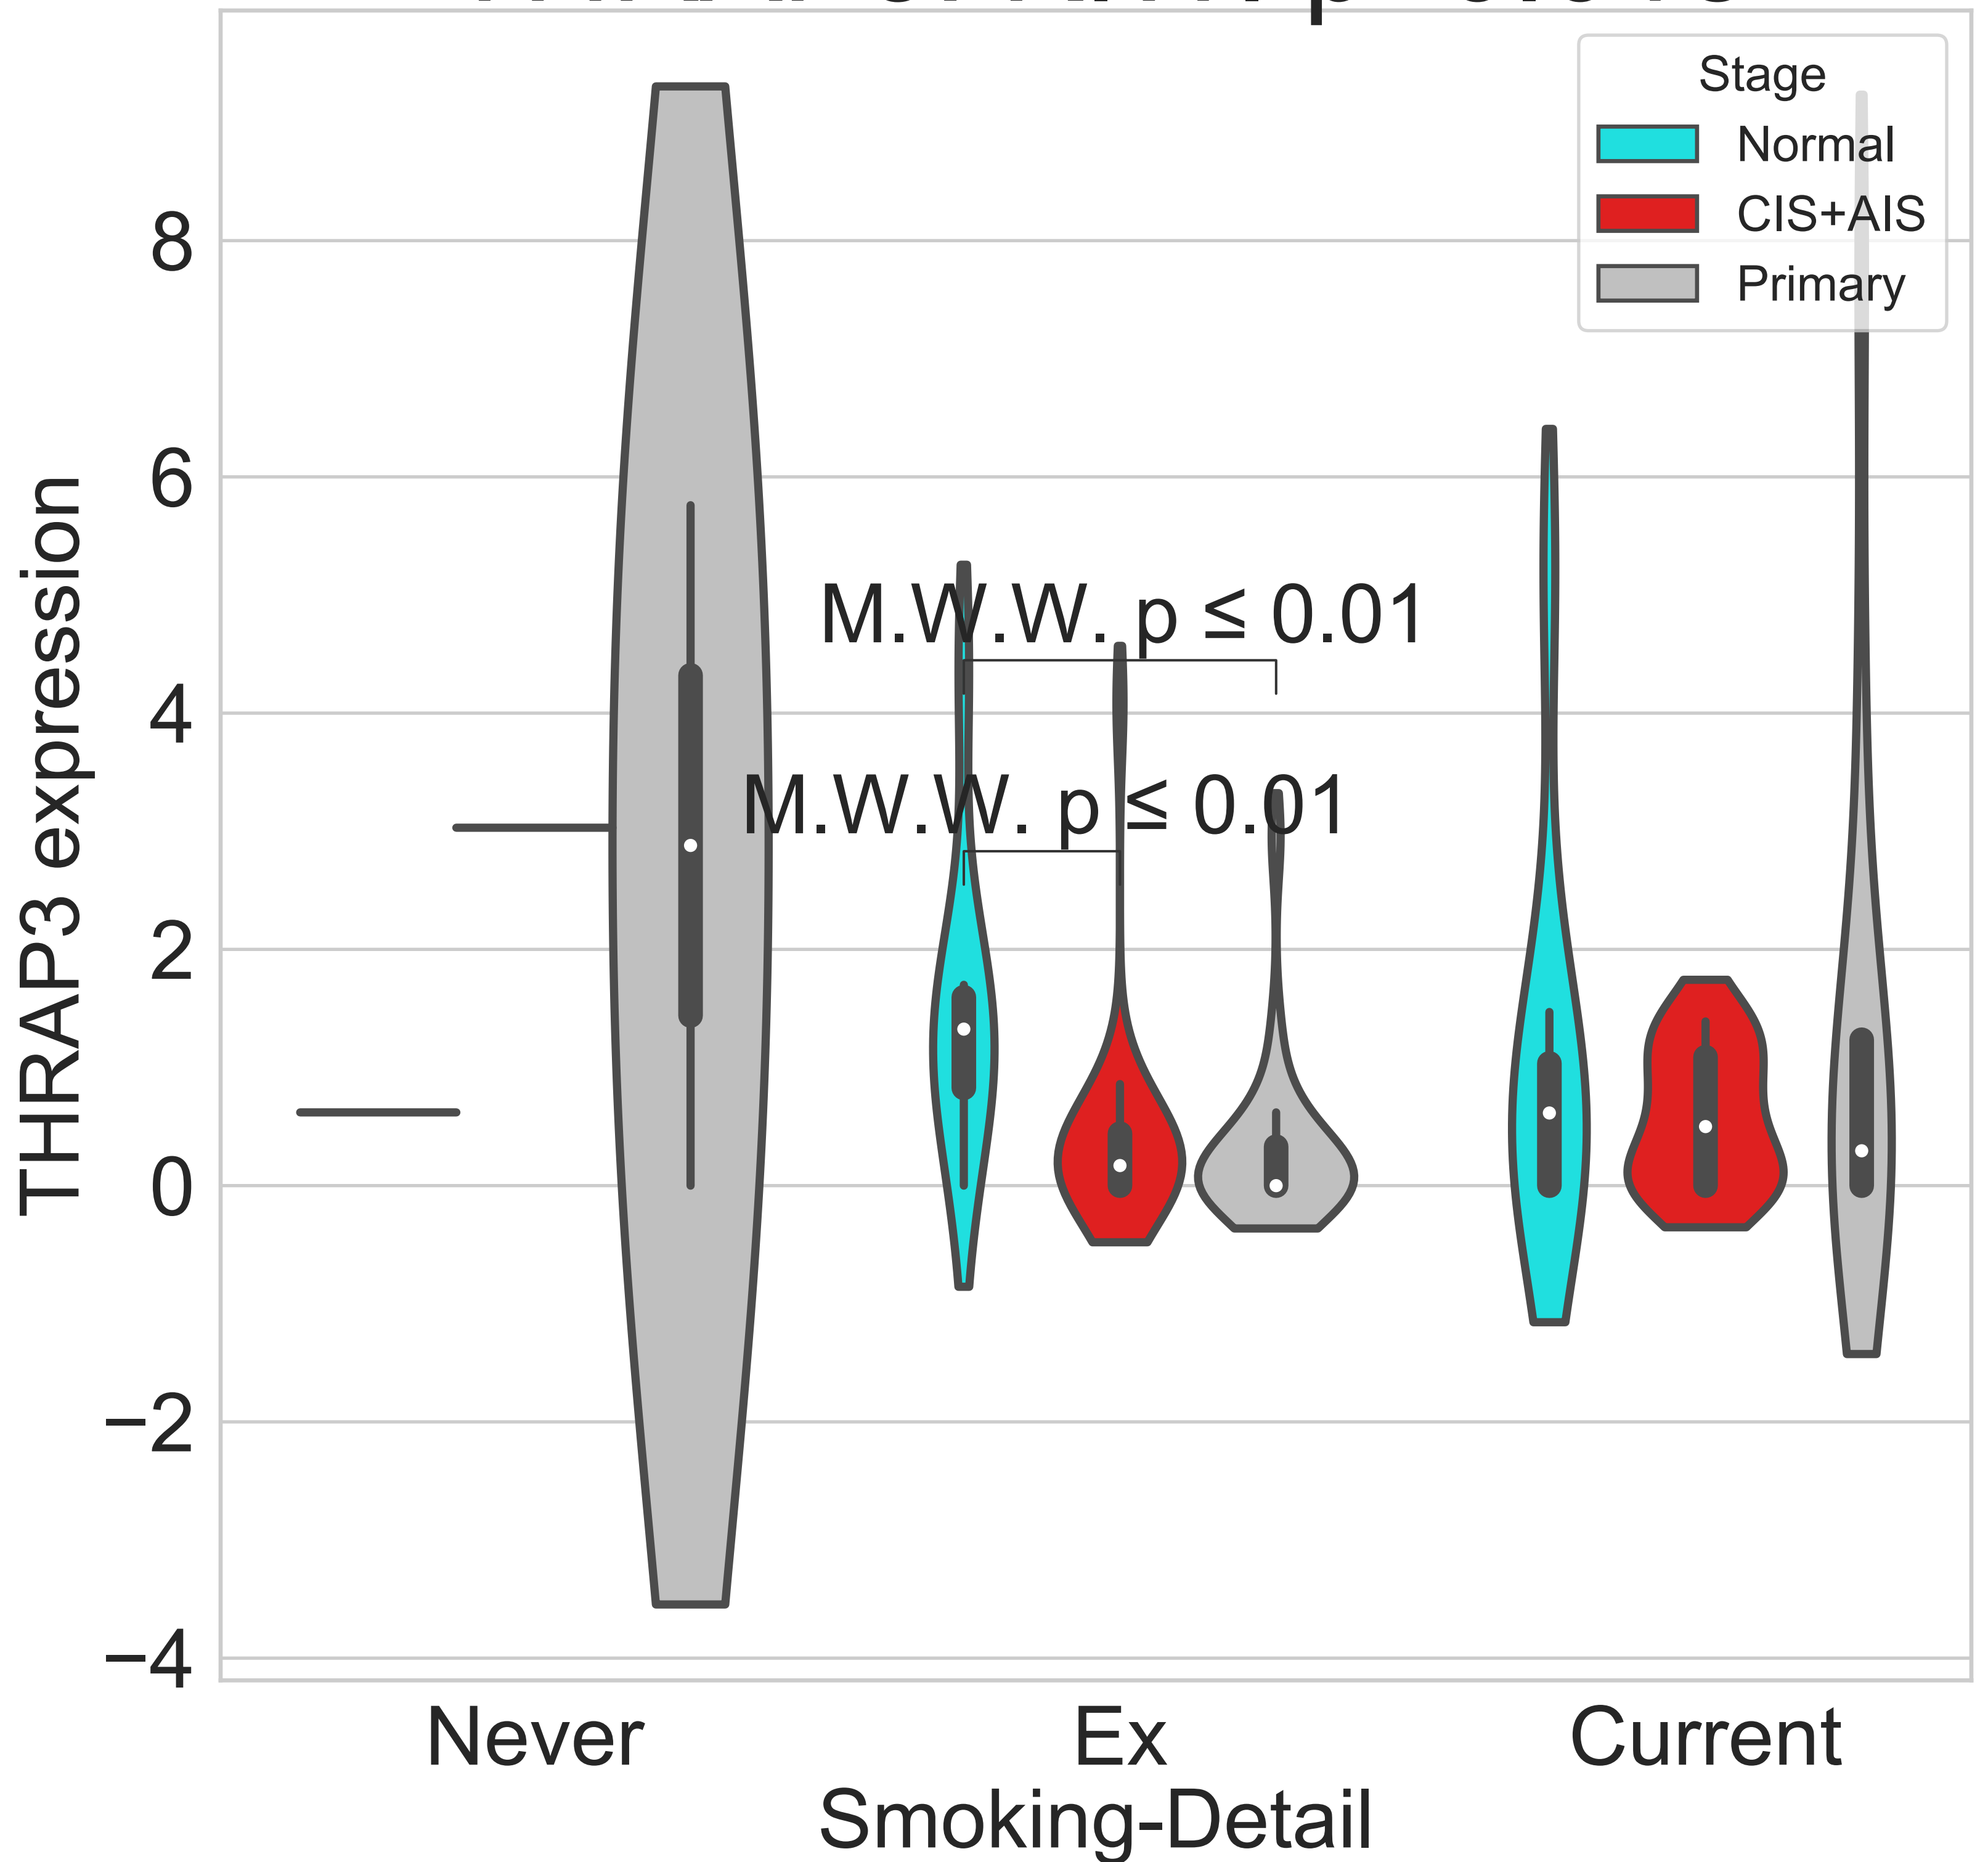 Stage
Normal
CIS+AIS
Primary
8
6
4
2
0
−2
−4
THRAP3 expression
M.W.W. p ≤ 0.01
M.W.W. p ≤ 0.01
Never
Ex
Current
Smoking-Detail